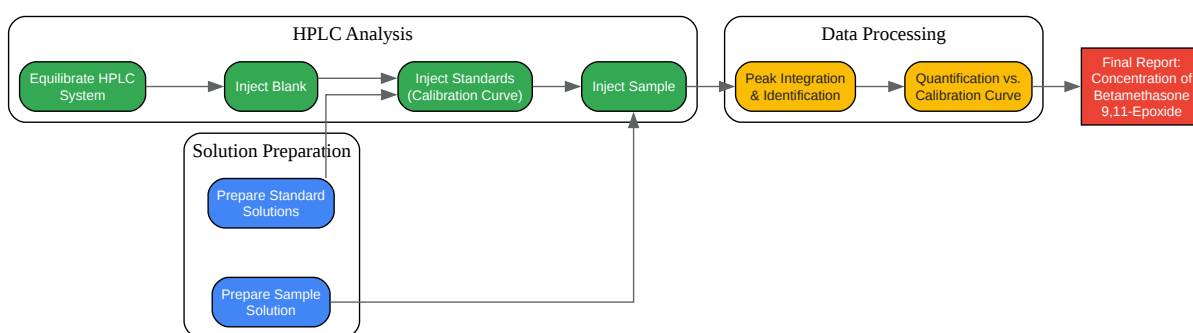 HPLC Analysis
Equilibrate HPLC
System
Inject Blank
Inject Standards
(Calibration Curve)
Inject Sample
Data Processing
Peak Integration
& Identification
Quantification vs.
Calibration Curve
Final Report:
Concentration of
Betamethasone
9,11-Epoxide
Solution Preparation
Prepare Standard
Solutions
Prepare Sample
Solution